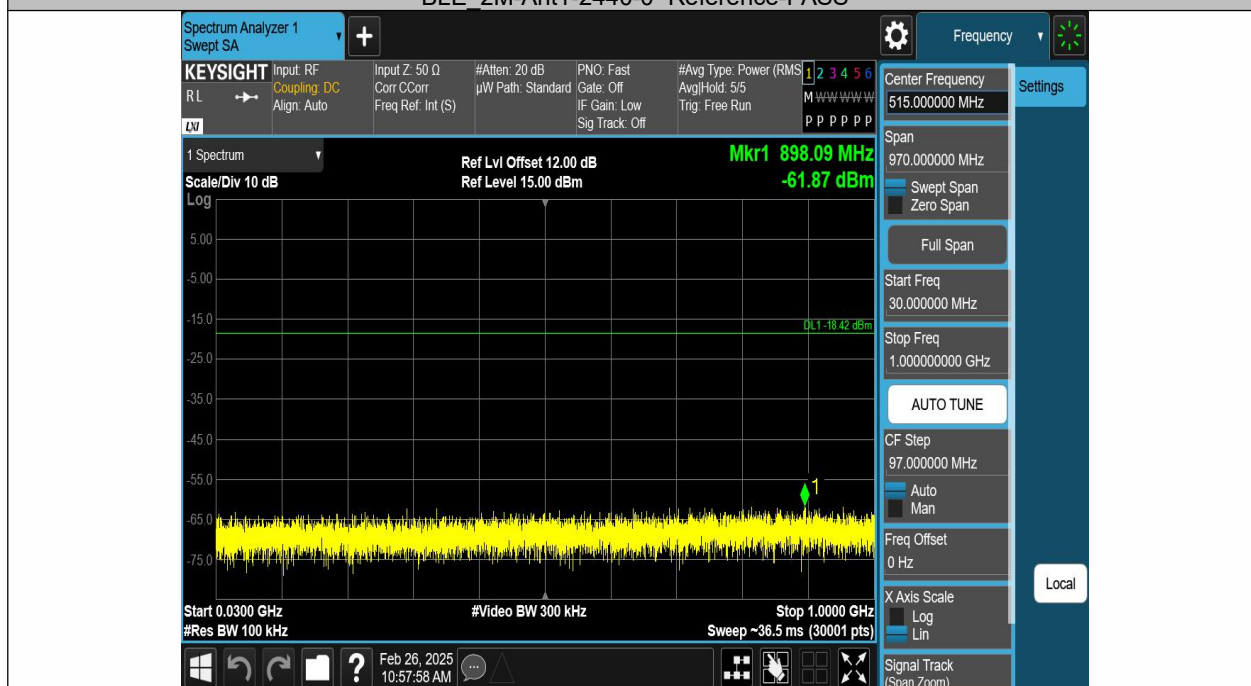 Spectrum Analyzer 1
Swept SA
+
Frequency
KEYSIGHT
RL
LXI
Input: RF
Coupling: DC
Align: Auto
Input Z: 50 Ω
Corr CCorr
Freq Ref: Int (S)
#Atten: 20 dB
µW Path: Standard
PNO: Fast
Gate: Off
IF Gain: Low
Sig Track: Off
#Avg Type: Power (RMS
Avg|Hold: 5/5
Trig: Free Run
1 2 3 4 5 6
M W W W W W
P P P P P P
Center Frequency
515.000000 MHz
Settings
Span
970.000000 MHz
Swept Span
Zero Span
Full Span
Start Freq
30.000000 MHz
Stop Freq
1.000000000 GHz
AUTO TUNE
CF Step
97.000000 MHz
Auto
Man
Freq Offset
0 Hz
X Axis Scale
Log
Lin
Signal Track
(Span Zoom)
Local
1 Spectrum
Scale/Div 10 dB
Log
Ref Lvl Offset 12.00 dB
Ref Level 15.00 dBm
Mkr1 898.09 MHz
-61.87 dBm
5.00
-5.00
-15.0
DL1 -18.42 dBm
-25.0
-35.0
-45.0
-55.0
1
-65.0
-75.0
Start 0.0300 GHz
#Video BW 300 kHz
Stop 1.0000 GHz
#Res BW 100 kHz
Sweep ~36.5 ms (30001 pts)
?
Feb 26, 2025
10:57:58 AM